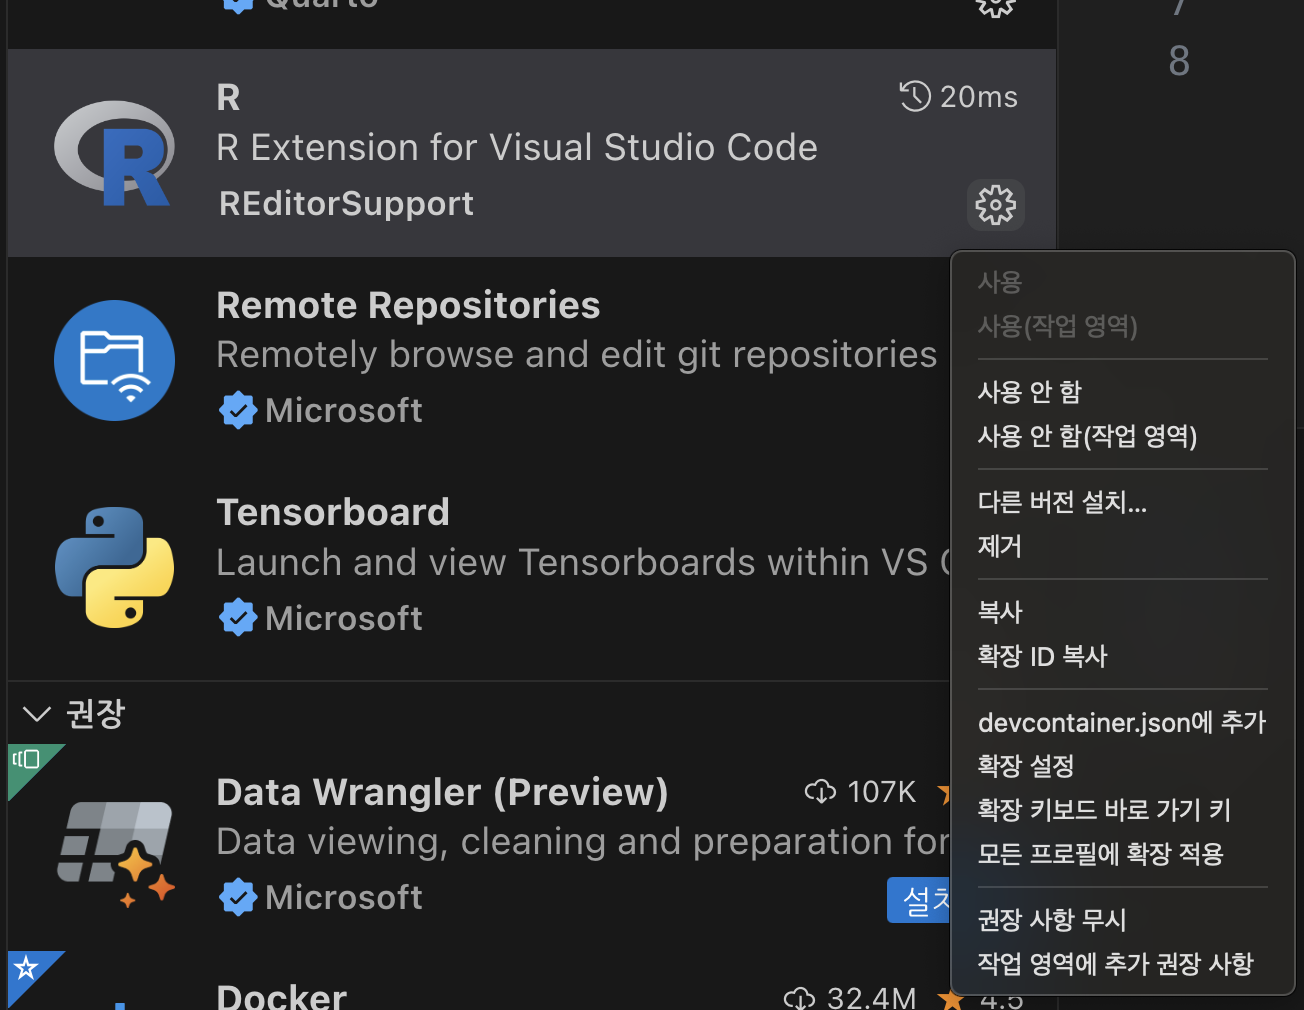 Quarto
7
8
R
20ms
R Extension for Visual Studio Code
REditorSupport
Remote Repositories
Remotely browse and edit git repositories
Microsoft
Tensorboard
Launch and view Tensorboards within VS
Microsoft
권장
Data Wrangler (Preview)
107K
Data viewing, cleaning and preparation for
Microsoft
설치
Docker
32.4M
4.5
사용
사용(작업 영역)
사용 안 함
사용 안 함(작업 영역)
다른 버전 설치...
제거
복사
확장 ID 복사
devcontainer.json에 추가
확장 설정
확장 키보드 바로 가기 키
모든 프로필에 확장 적용
권장 사항 무시
작업 영역에 추가 권장 사항